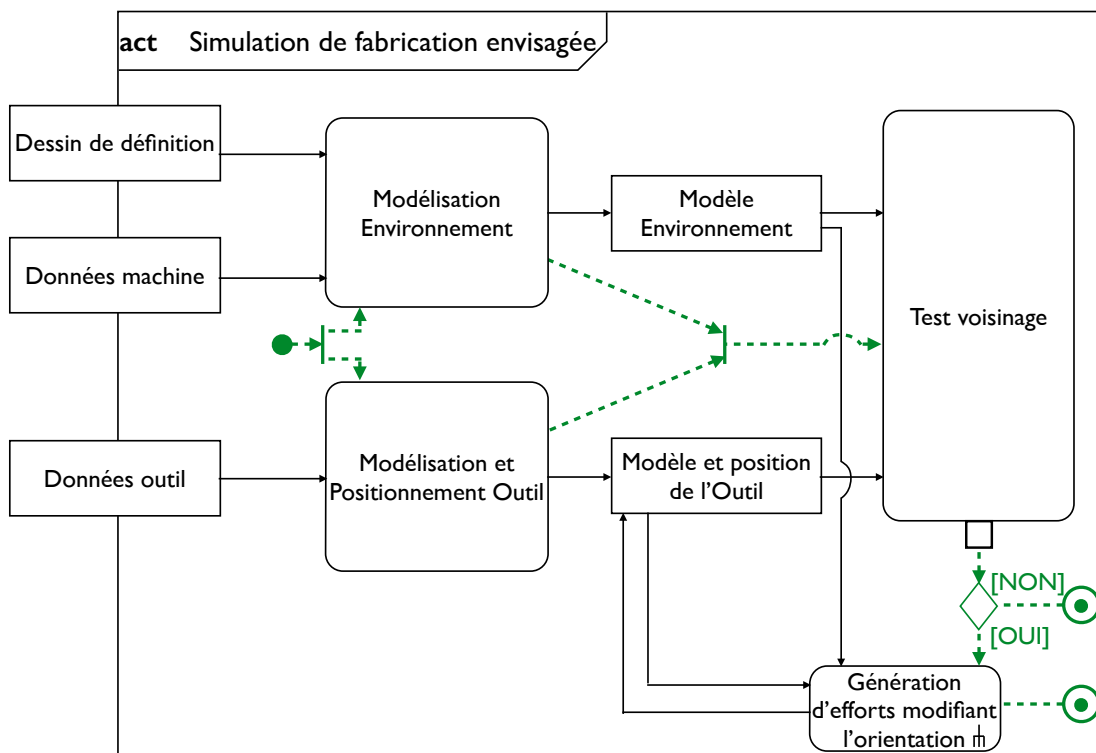 act Simulation de fabrication envisagée
Dessin de définition
Modélisation
Environnement
Modèle
Environnement
Données machine
Test voisinage
Données outil
Modélisation et
Positionnement Outil
Modèle et position
de l'Outil
[NON]
[OUI]
Génération
d'efforts modifiant
l'orientation